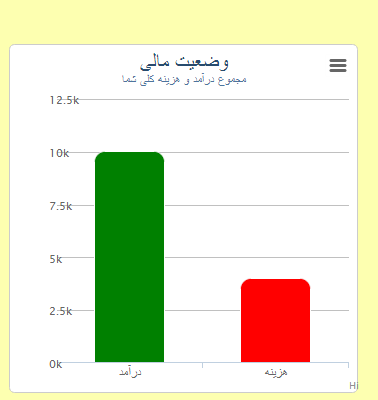 وضعیت مالی
مجموع درآمد و هزینه کلی شما
12.5k
10k
7.5k
5k
2.5k
0k
درآمد
هزینه
Hi